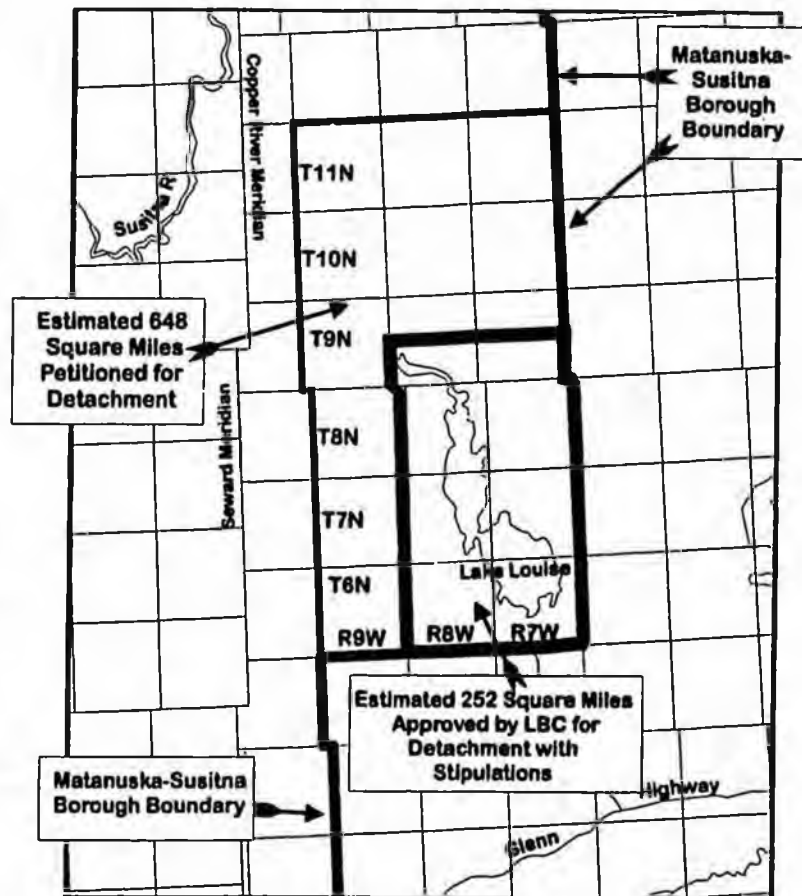 Matanuska-
Susitna
Borough
Boundary
Copper River Meridian
Susitna R
T11N
T10N
T9N
Estimated 648
Square Miles
Petitioned for
Detachment
T8N
Seward Meridian
T7N
T6N
Lake Louise
R9W
R8W
R7W
Estimated 252 Square Miles
Approved by LBC for
Detachment with
Stipulations
Matanuska-Susitna
Borough Boundary
Glenn
Highway